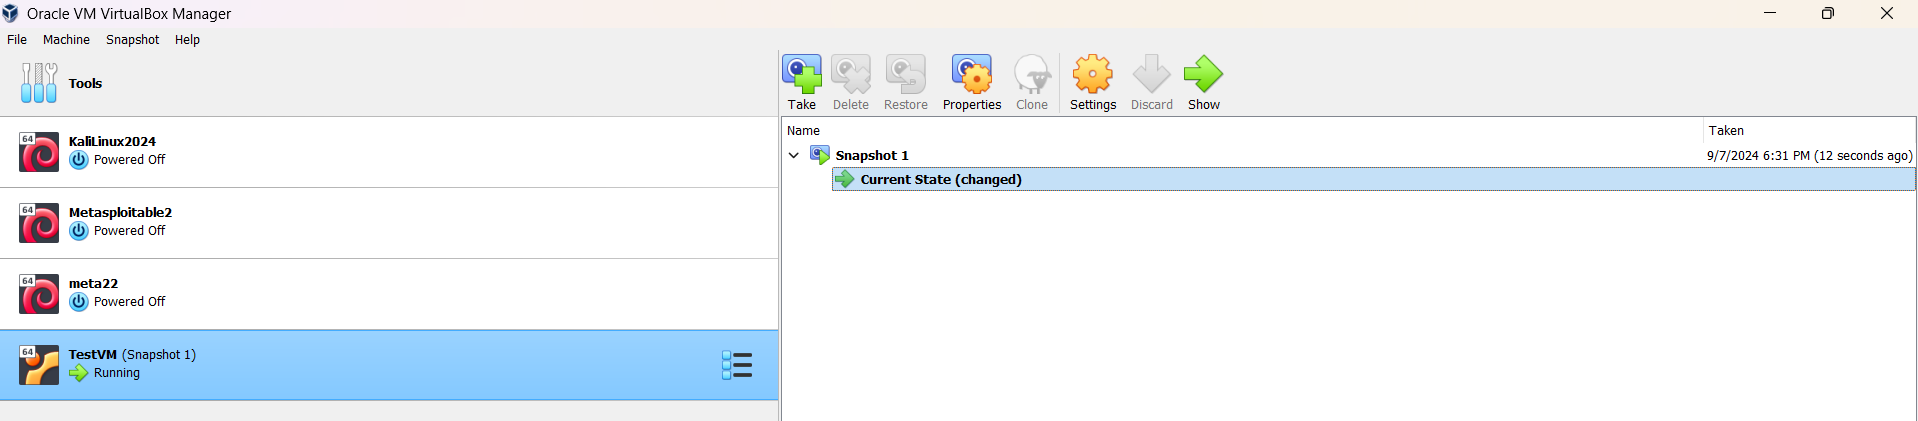 Oracle VM VirtualBox Manager
File Machine Snapshot Help
Tools
64
KaliLinux2024
Powered Off
64
Metasploitable2
Powered Off
64
meta22
Powered Off
64
TestVM (Snapshot 1)
Running
Take Delete Restore Properties Clone Settings Discard Show
Name Taken
Snapshot 1 9/7/2024 6:31 PM (12 seconds ago)
Current State (changed)